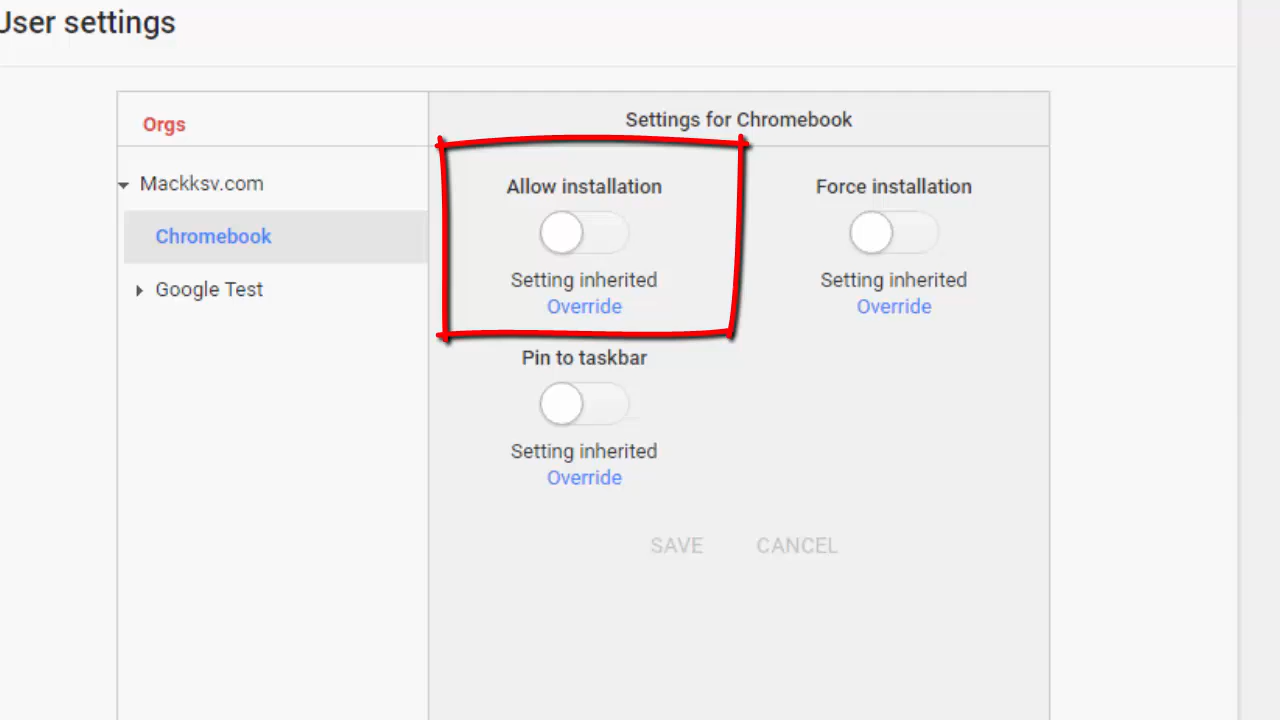 User settings
Orgs
Mackksv.com
Chromebook
Google Test
Settings for Chromebook
Allow installation
Setting inherited
Override
Force installation
Setting inherited
Override
Pin to taskbar
Setting inherited
Override
SAVE
CANCEL